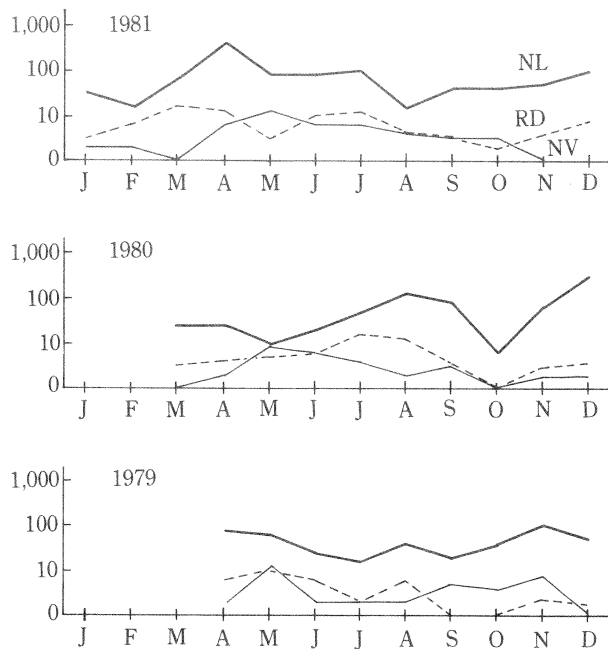 1,000 1981
100 NL
10 RD
0 NV
J F M A M J J A S O N D
1,000 1980
100
10
0
J F M A M J J A S O N D
1,000 1979
100
10
0
J F M A M J J A S O N D